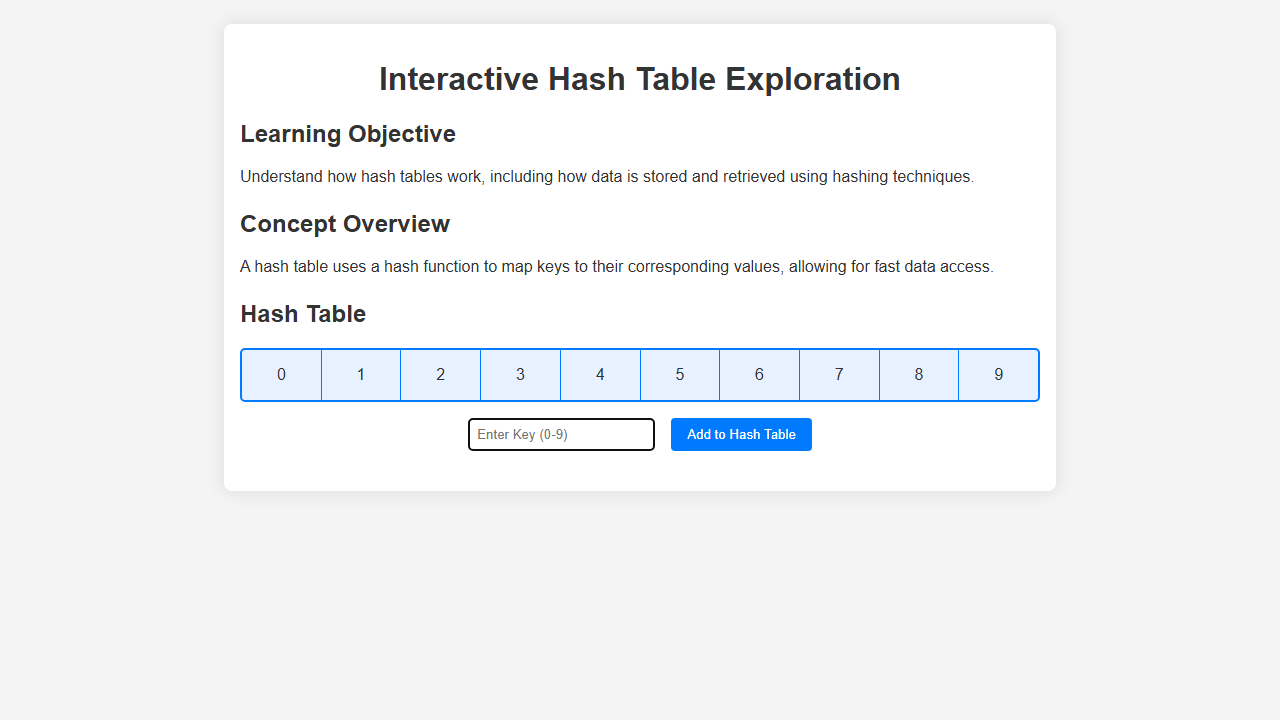 Interactive Hash Table Exploration
Learning Objective
Understand how hash tables work, including how data is stored and retrieved using hashing techniques.
Concept Overview
A hash table uses a hash function to map keys to their corresponding values, allowing for fast data access.
Hash Table
0 1 2 3 4 5 6 7 8 9
Enter Key (0-9) Add to Hash Table